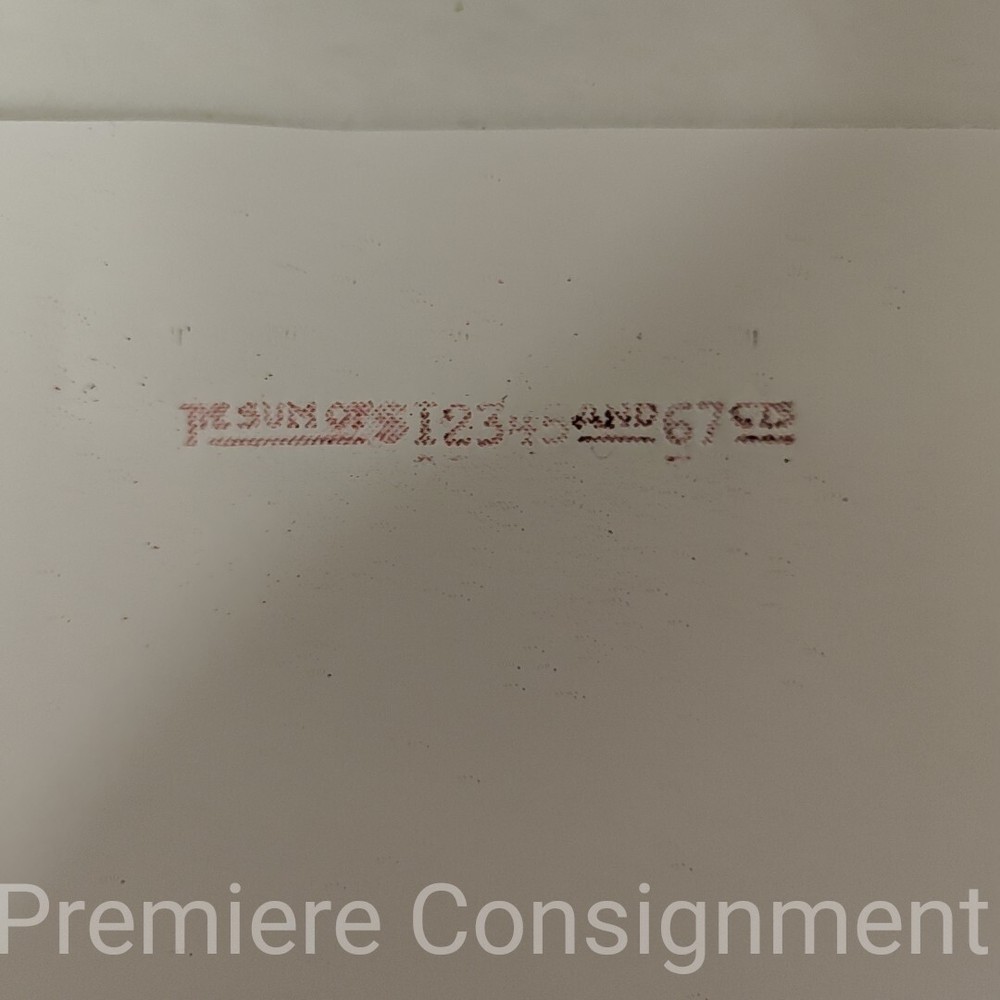 THE SUM OF $12345 AND 67 CTS
Premiere Consignment